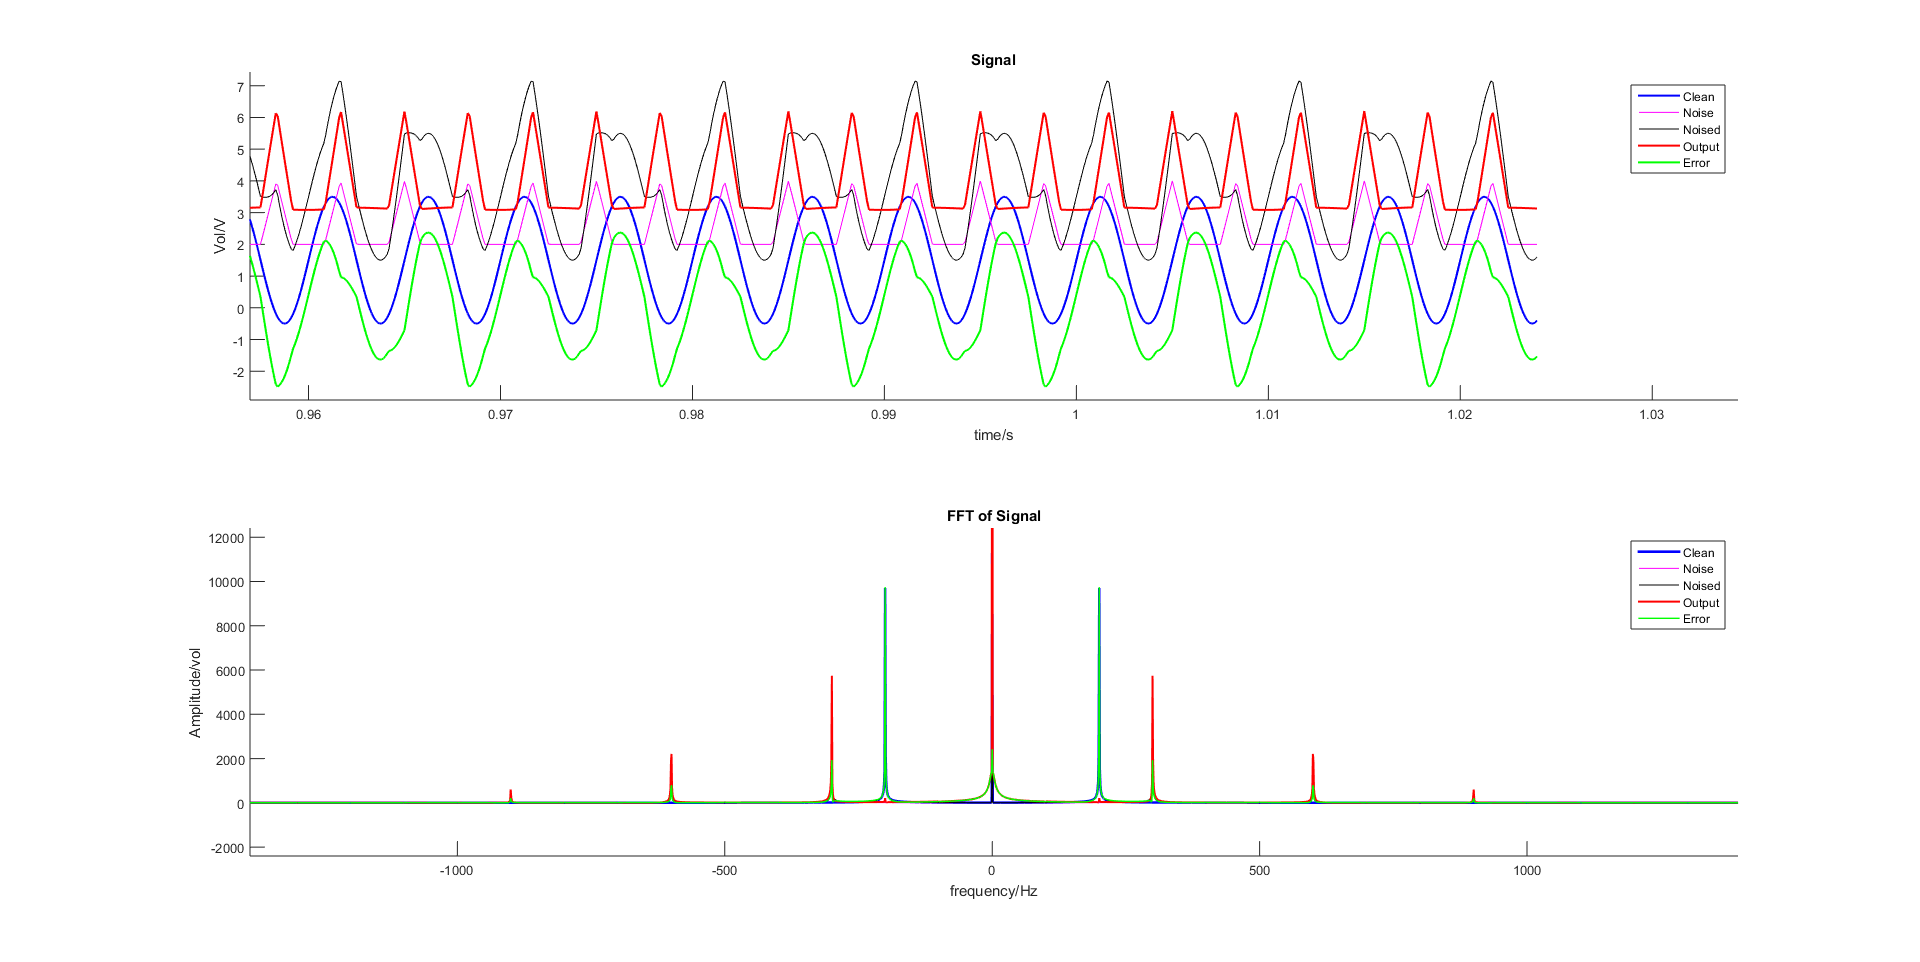 Signal
7
6
5
4
3
2
1
0
-1
-2
Vol/V
0.96 0.97 0.98 0.99 1 1.01 1.02 1.03
time/s
Clean
Noise
Noised
Output
Error
FFT of Signal
12000
10000
8000
6000
4000
2000
0
-2000
Amplitude/vol
-1000 -500 0 500 1000
frequency/Hz
Clean
Noise
Noised
Output
Error